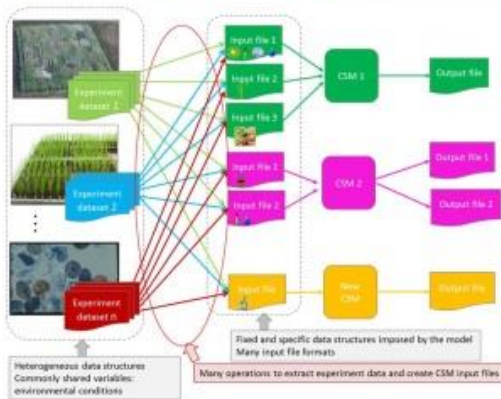 Experiment
dataset 1
Experiment
dataset 2
Experiment
dataset n
Input file 1
Input file 2
Input file 3
Input file 1
Input file 2
Input file
CSM 1
CSM 2
New
CSM
Output file
Output file 1
Output file 2
Output file
Fixed and specific data structures imposed by the model
Many input file formats
Heterogeneous data structures
Commonly shared variables:
environmental conditions
Many operations to extract experiment data and create CSM input files